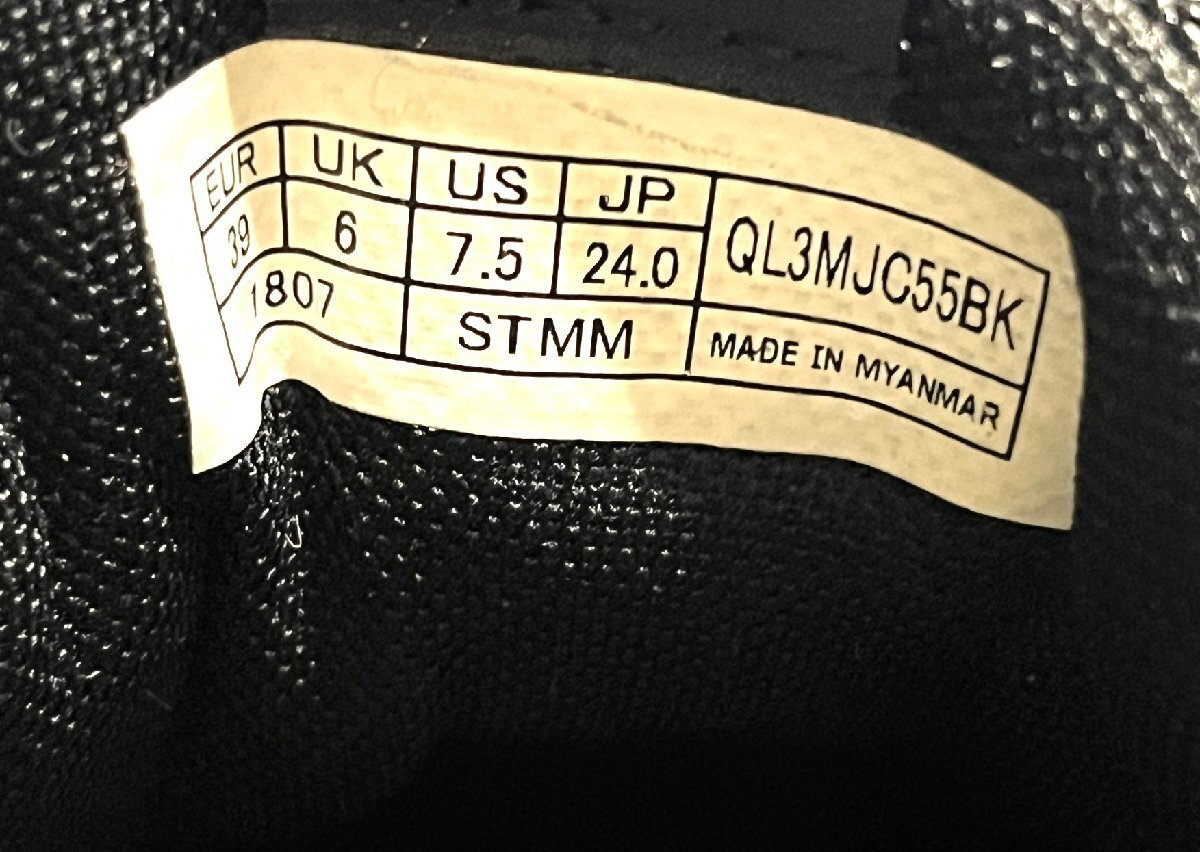 EUR UK US JP QL3MJC55BK
39 6 7.5 24.0
1807 STMM MADE IN MYANMAR